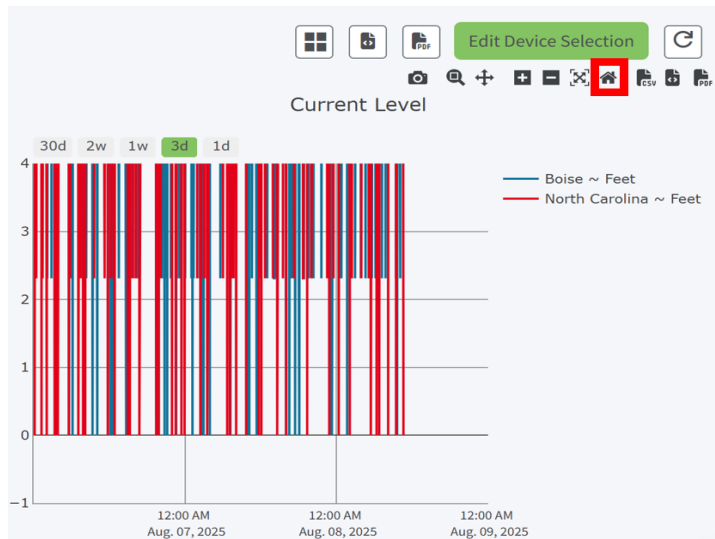 PDF
Edit Device Selection
CSV
PDF
Current Level
30d 2w 1w 3d 1d
4
Boise ~ Feet
North Carolina ~ Feet
3
2
1
0
−1
12:00 AM 12:00 AM 12:00 AM
Aug. 07, 2025 Aug. 08, 2025 Aug. 09, 2025